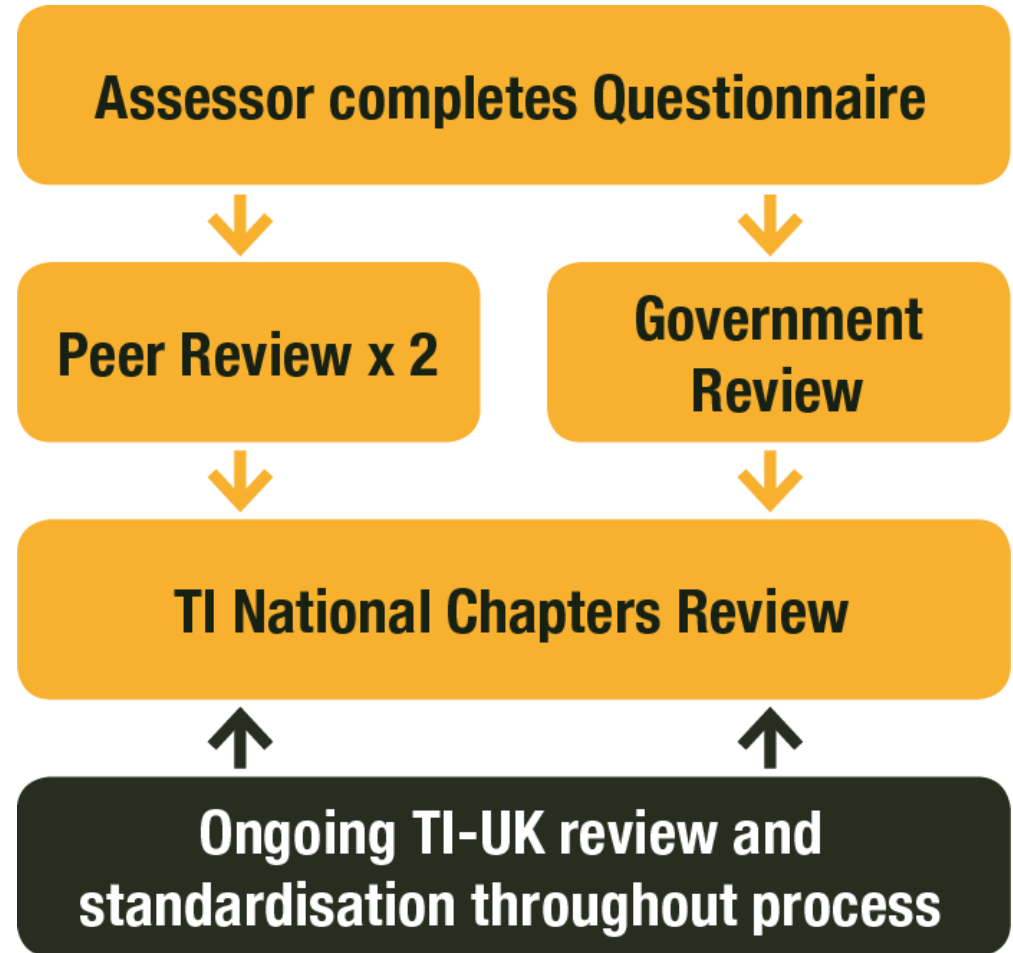 Assessor completes Questionnaire
Peer Review x 2
Government
Review
TI National Chapters Review
Ongoing TI-UK review and
standardisation throughout process